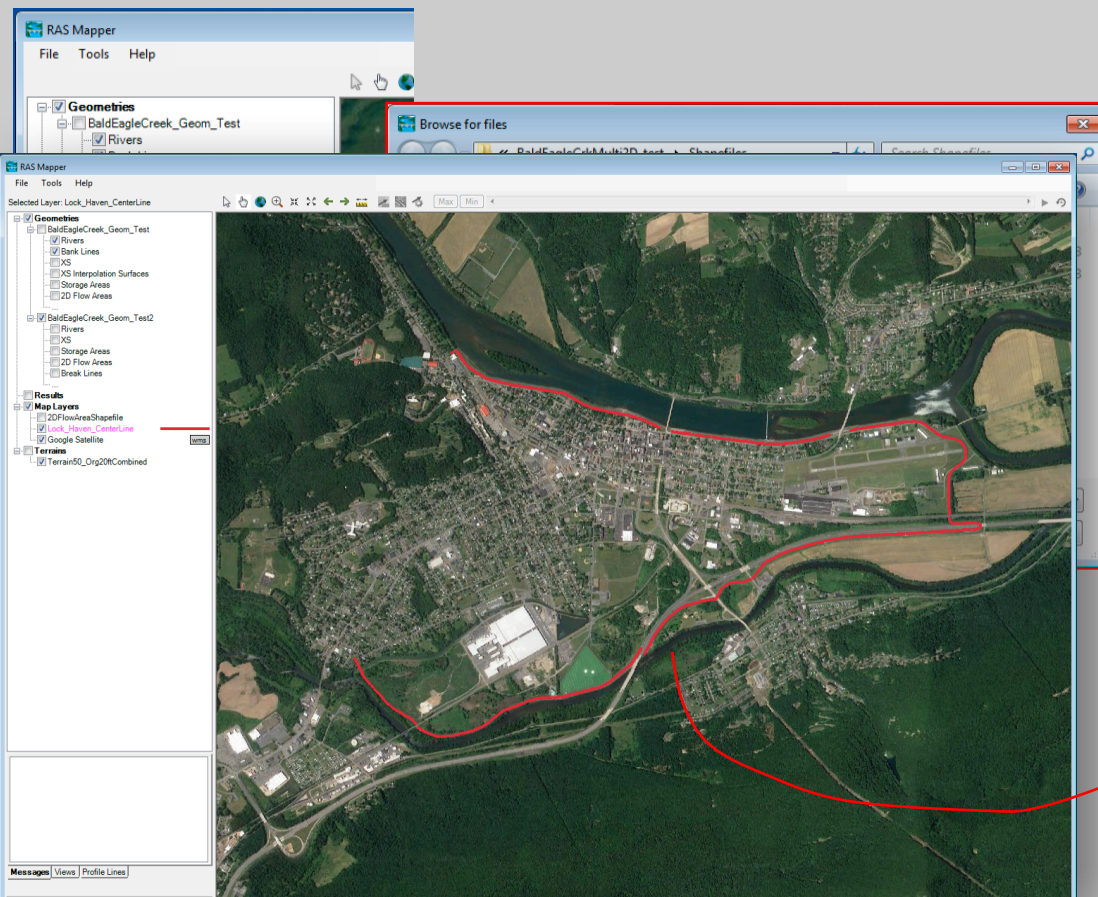 RAS Mapper
File Tools Help
Geometries
BaldEagleCreek_Geom_Test
Rivers
Browse for files
« BaldEagleCrkMulti2D_test Shapefiles
Search Shapefiles
RAS Mapper
File Tools Help
Selected Layer: Lock_Haven_CenterLine
Max Min
Geometries
BaldEagleCreek_Geom_Test
Rivers
Bank Lines
XS
XS Interpolation Surfaces
Storage Areas
2D Flow Areas
...
BaldEagleCreek_Geom_Test2
Rivers
XS
Storage Areas
2D Flow Areas
Break Lines
...
Results
Map Layers
2DFlowAreaShapefile
Lock_Haven_CenterLine
Google Satellite wms
Terrains
Terrain50_Org20ftCombined
Messages Views Profile Lines